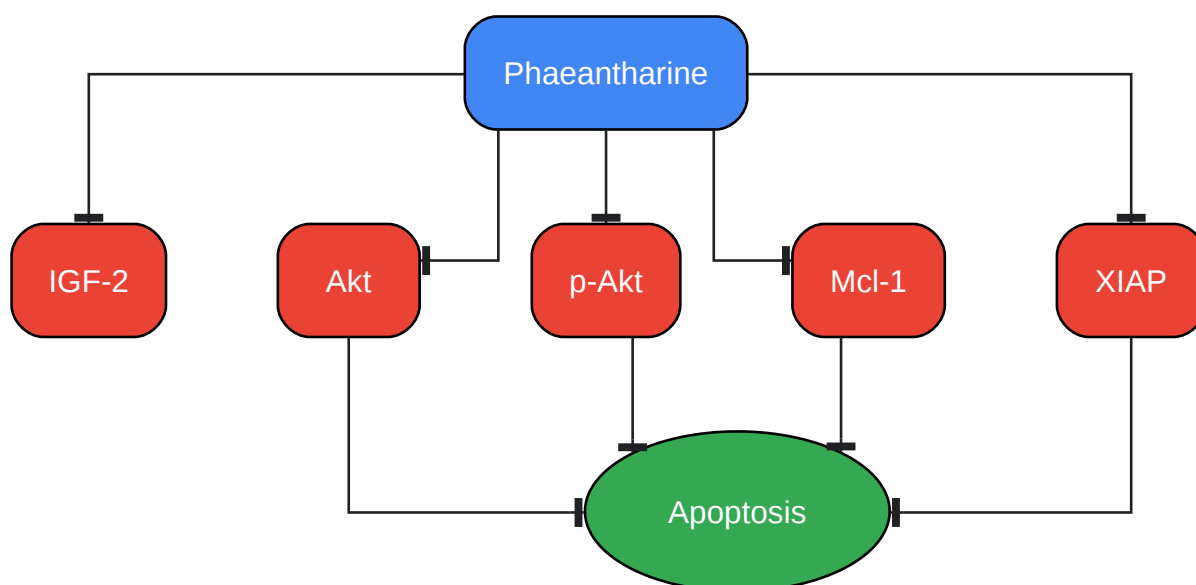 Phaeantharine
IGF-2
Akt
p-Akt
Mcl-1
XIAP
Apoptosis